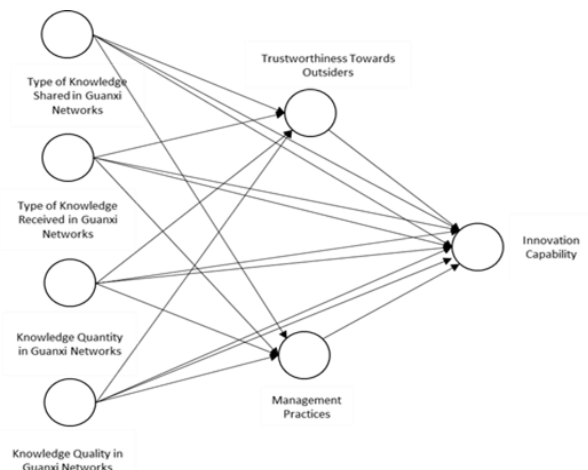 Type of Knowledge
Shared in Guanxi
Networks
Trustworthiness Towards
Outsiders
Type of Knowledge
Received in Guanxi
Networks
Innovation
Capability
Knowledge Quantity
in Guanxi Networks
Management
Practices
Knowledge Quality in
Guanxi Networks